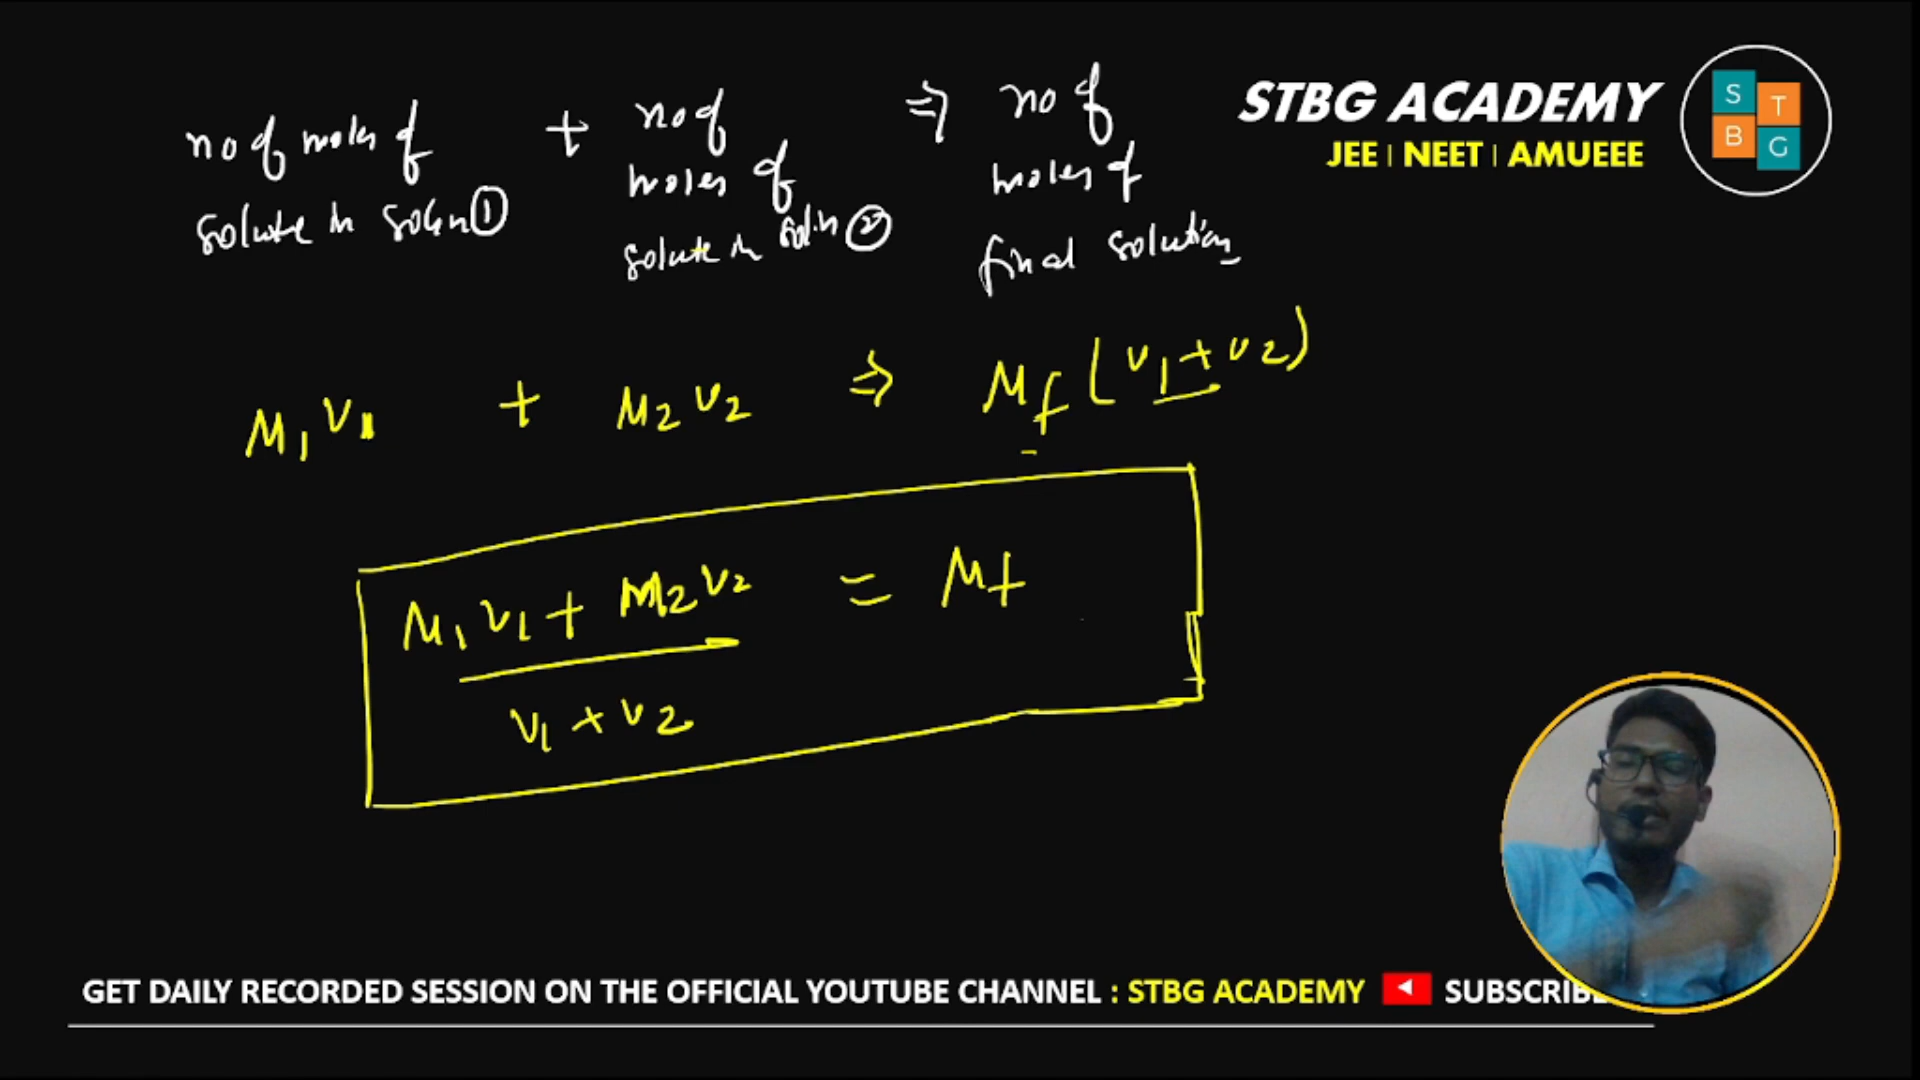 no of moles of + no of ⇒ no of
solute in soln ① moles of moles of
solute in soln ② final solution
STBG ACADEMY
JEE | NEET | AMUEEE
S T
B G
M₁V₁ + M₂V₂ ⇒ Mf (V₁+V₂)
M₁V₁ + M₂V₂ = Mf
V₁ + V₂
GET DAILY RECORDED SESSION ON THE OFFICIAL YOUTUBE CHANNEL : STBG ACADEMY SUBSCRIBE